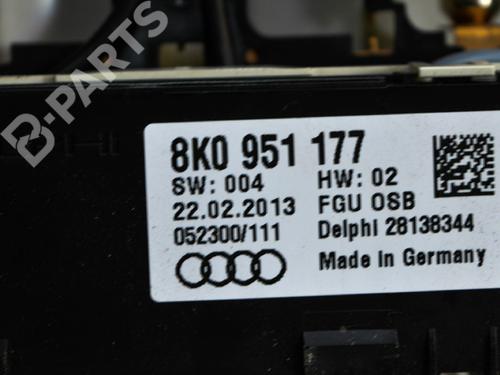 B-PARTS
8K0 951 177
SW: 004 HW: 02
22.02.2013 FGU OSB
052300/111 Delphi 28138344
Made in Germany